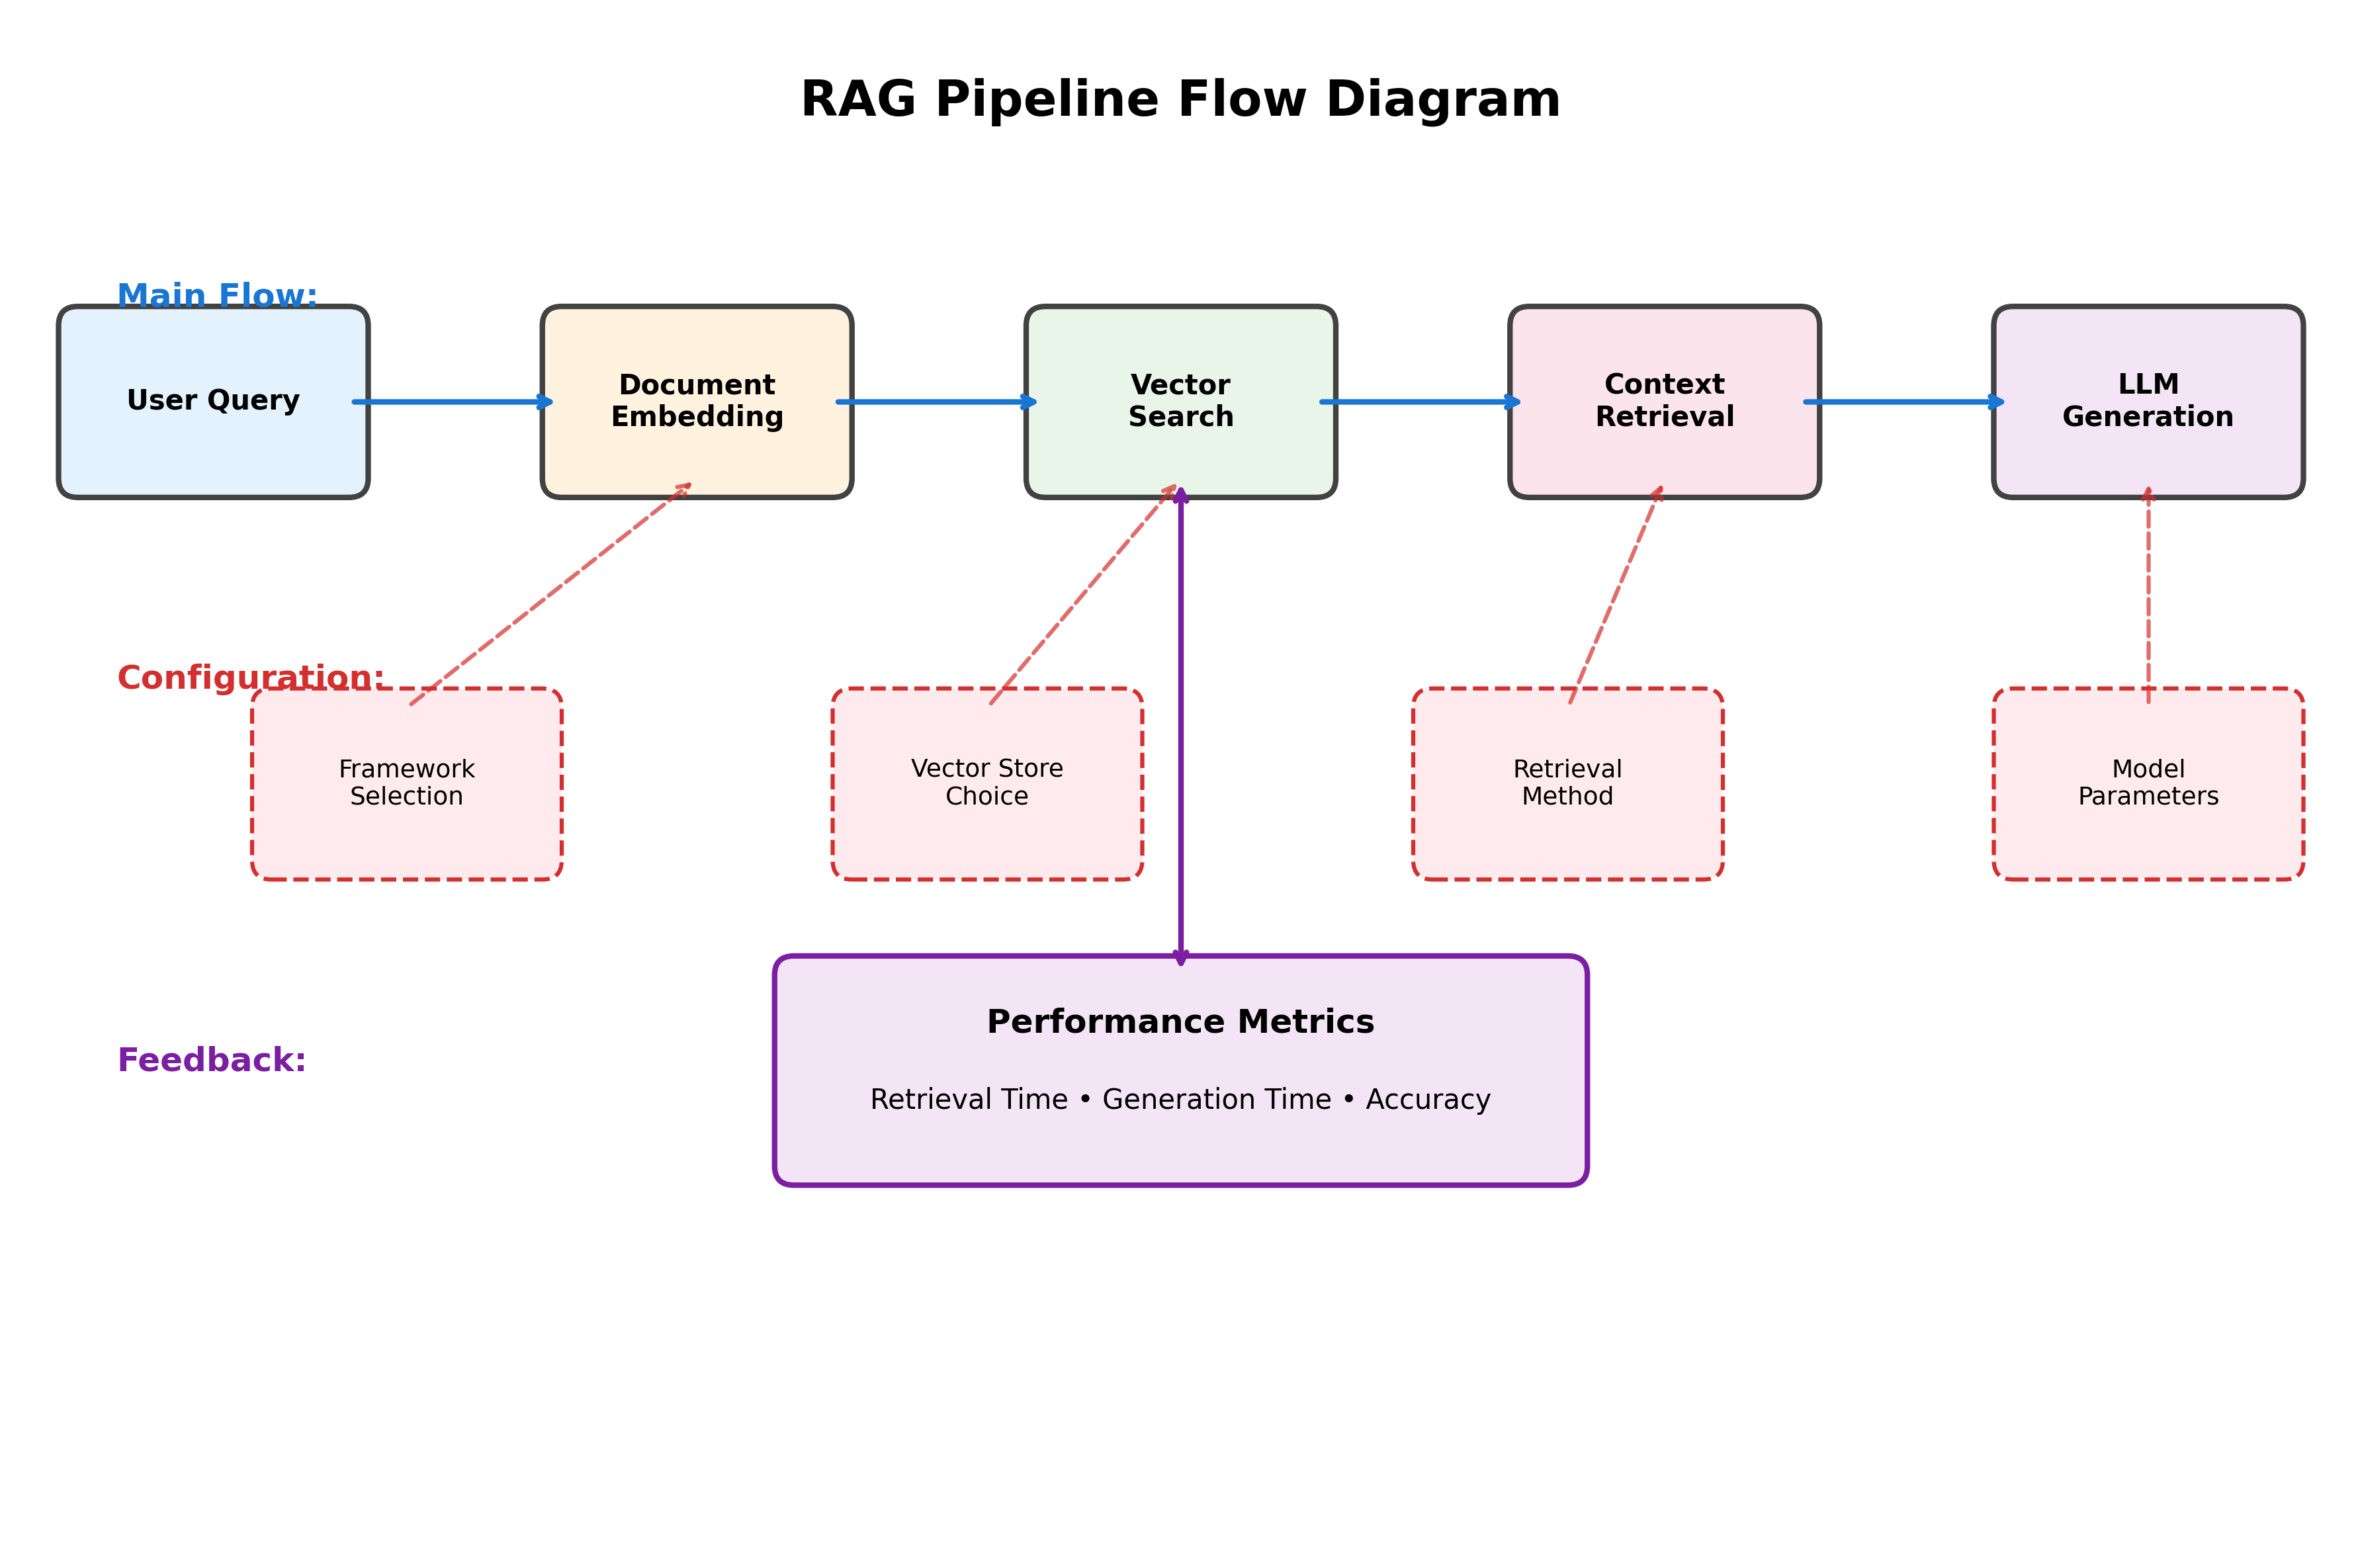 RAG Pipeline Flow Diagram
Main Flow:
User Query
Document
Embedding
Vector
Search
Context
Retrieval
LLM
Generation
Configuration:
Framework
Selection
Vector Store
Choice
Retrieval
Method
Model
Parameters
Feedback:
Performance Metrics
Retrieval Time • Generation Time • Accuracy